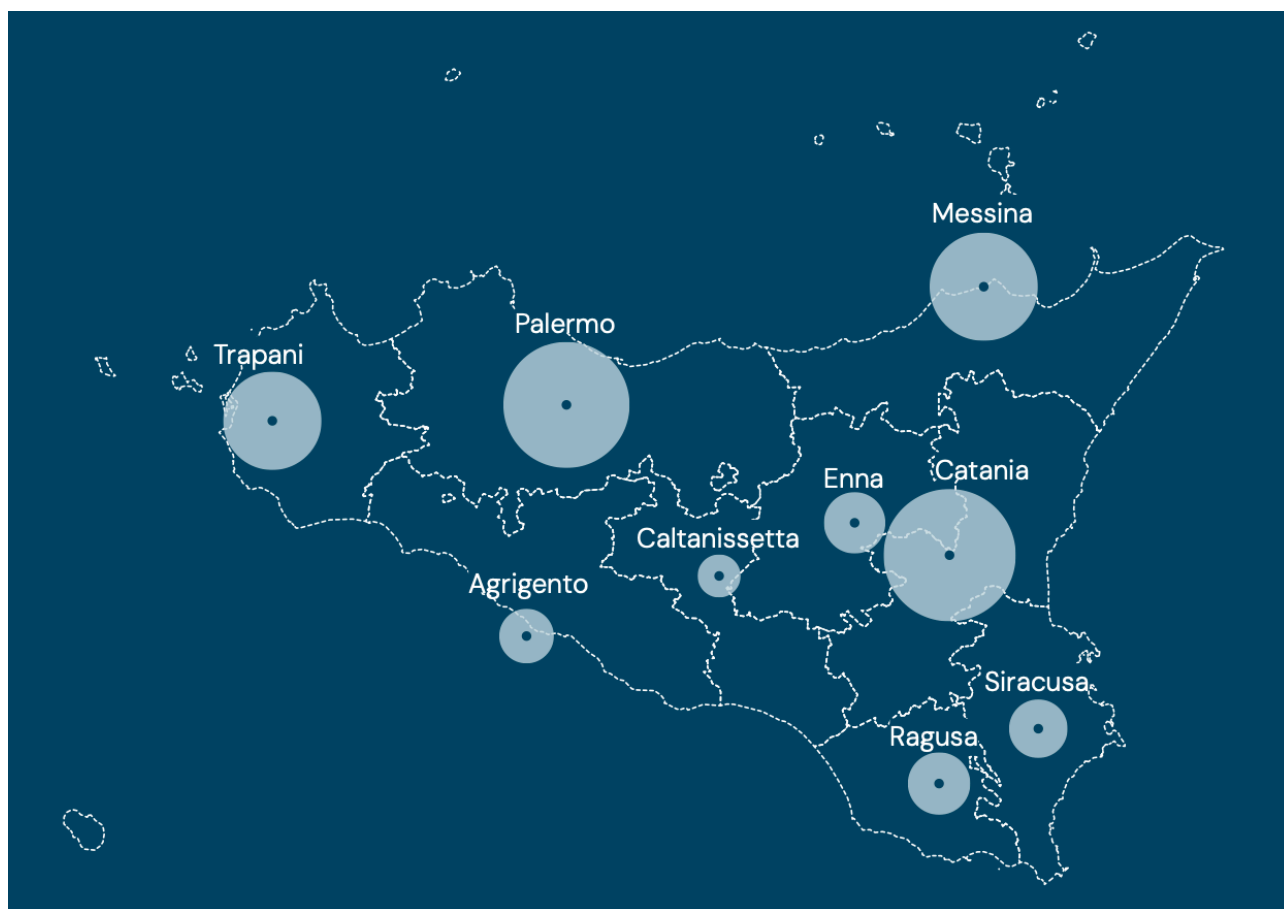 Messina
Palermo
Trapani
Catania
Enna
Caltanissetta
Agrigento
Siracusa
Ragusa